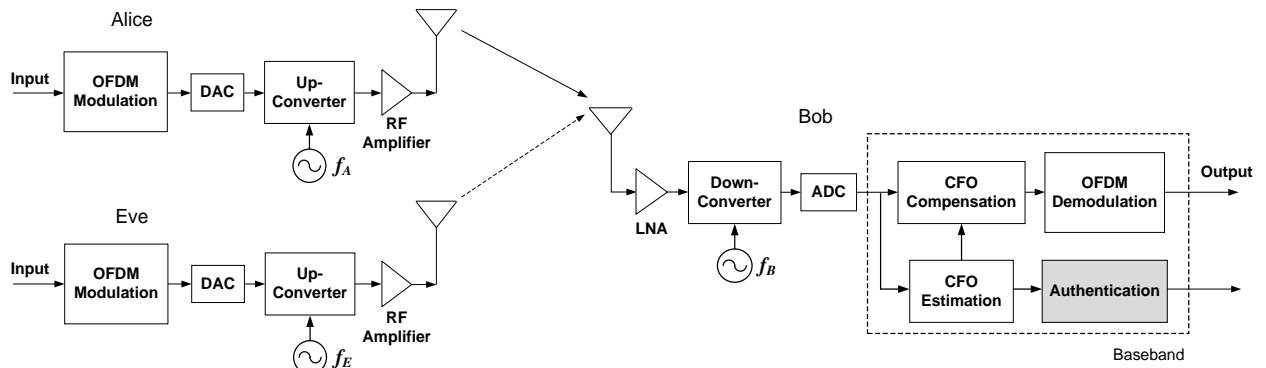 Alice
Input
OFDM
Modulation
DAC
Up-
Converter
RF
Amplifier
f_A
Eve
Input
OFDM
Modulation
DAC
Up-
Converter
RF
Amplifier
f_E
Bob
LNA
Down-
Converter
f_B
ADC
CFO
Compensation
OFDM
Demodulation
Output
CFO
Estimation
Authentication
Baseband